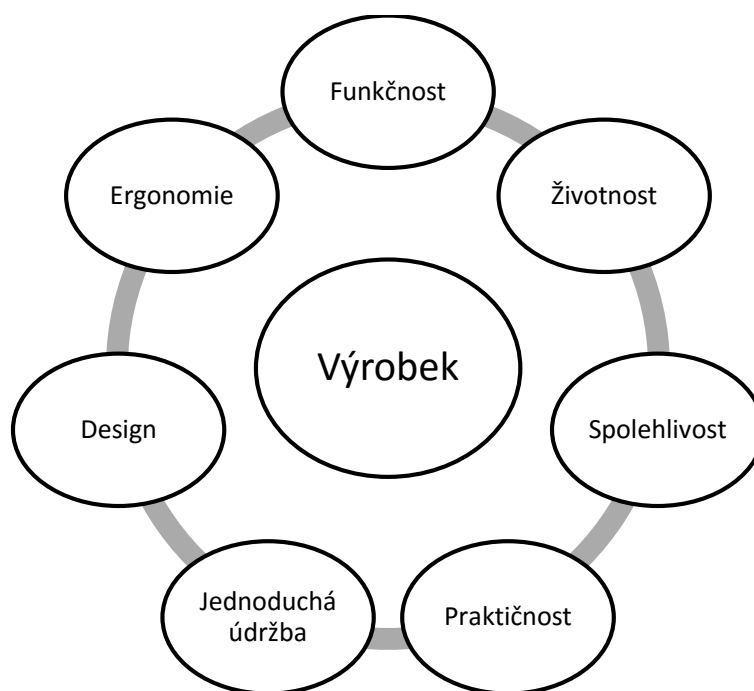 Funkčnost
Životnost
Spolehlivost
Praktičnost
Jednoduchá
údržba
Design
Ergonomie
Výrobek